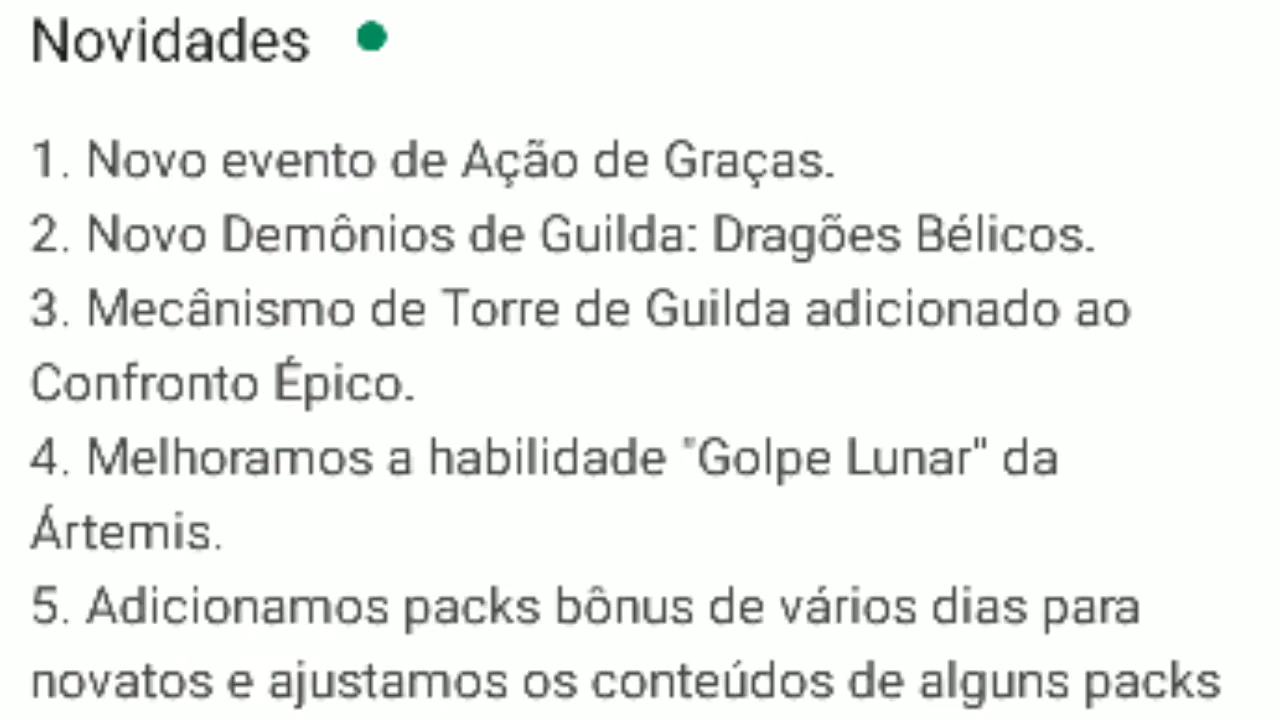 Novidades
1. Novo evento de Ação de Graças.
2. Novo Demônios de Guilda: Dragões Bélicos.
3. Mecânismo de Torre de Guilda adicionado ao
Confronto Épico.
4. Melhoramos a habilidade "Golpe Lunar" da
Ártemis.
5. Adicionamos packs bônus de vários dias para
novatos e ajustamos os conteúdos de alguns packs